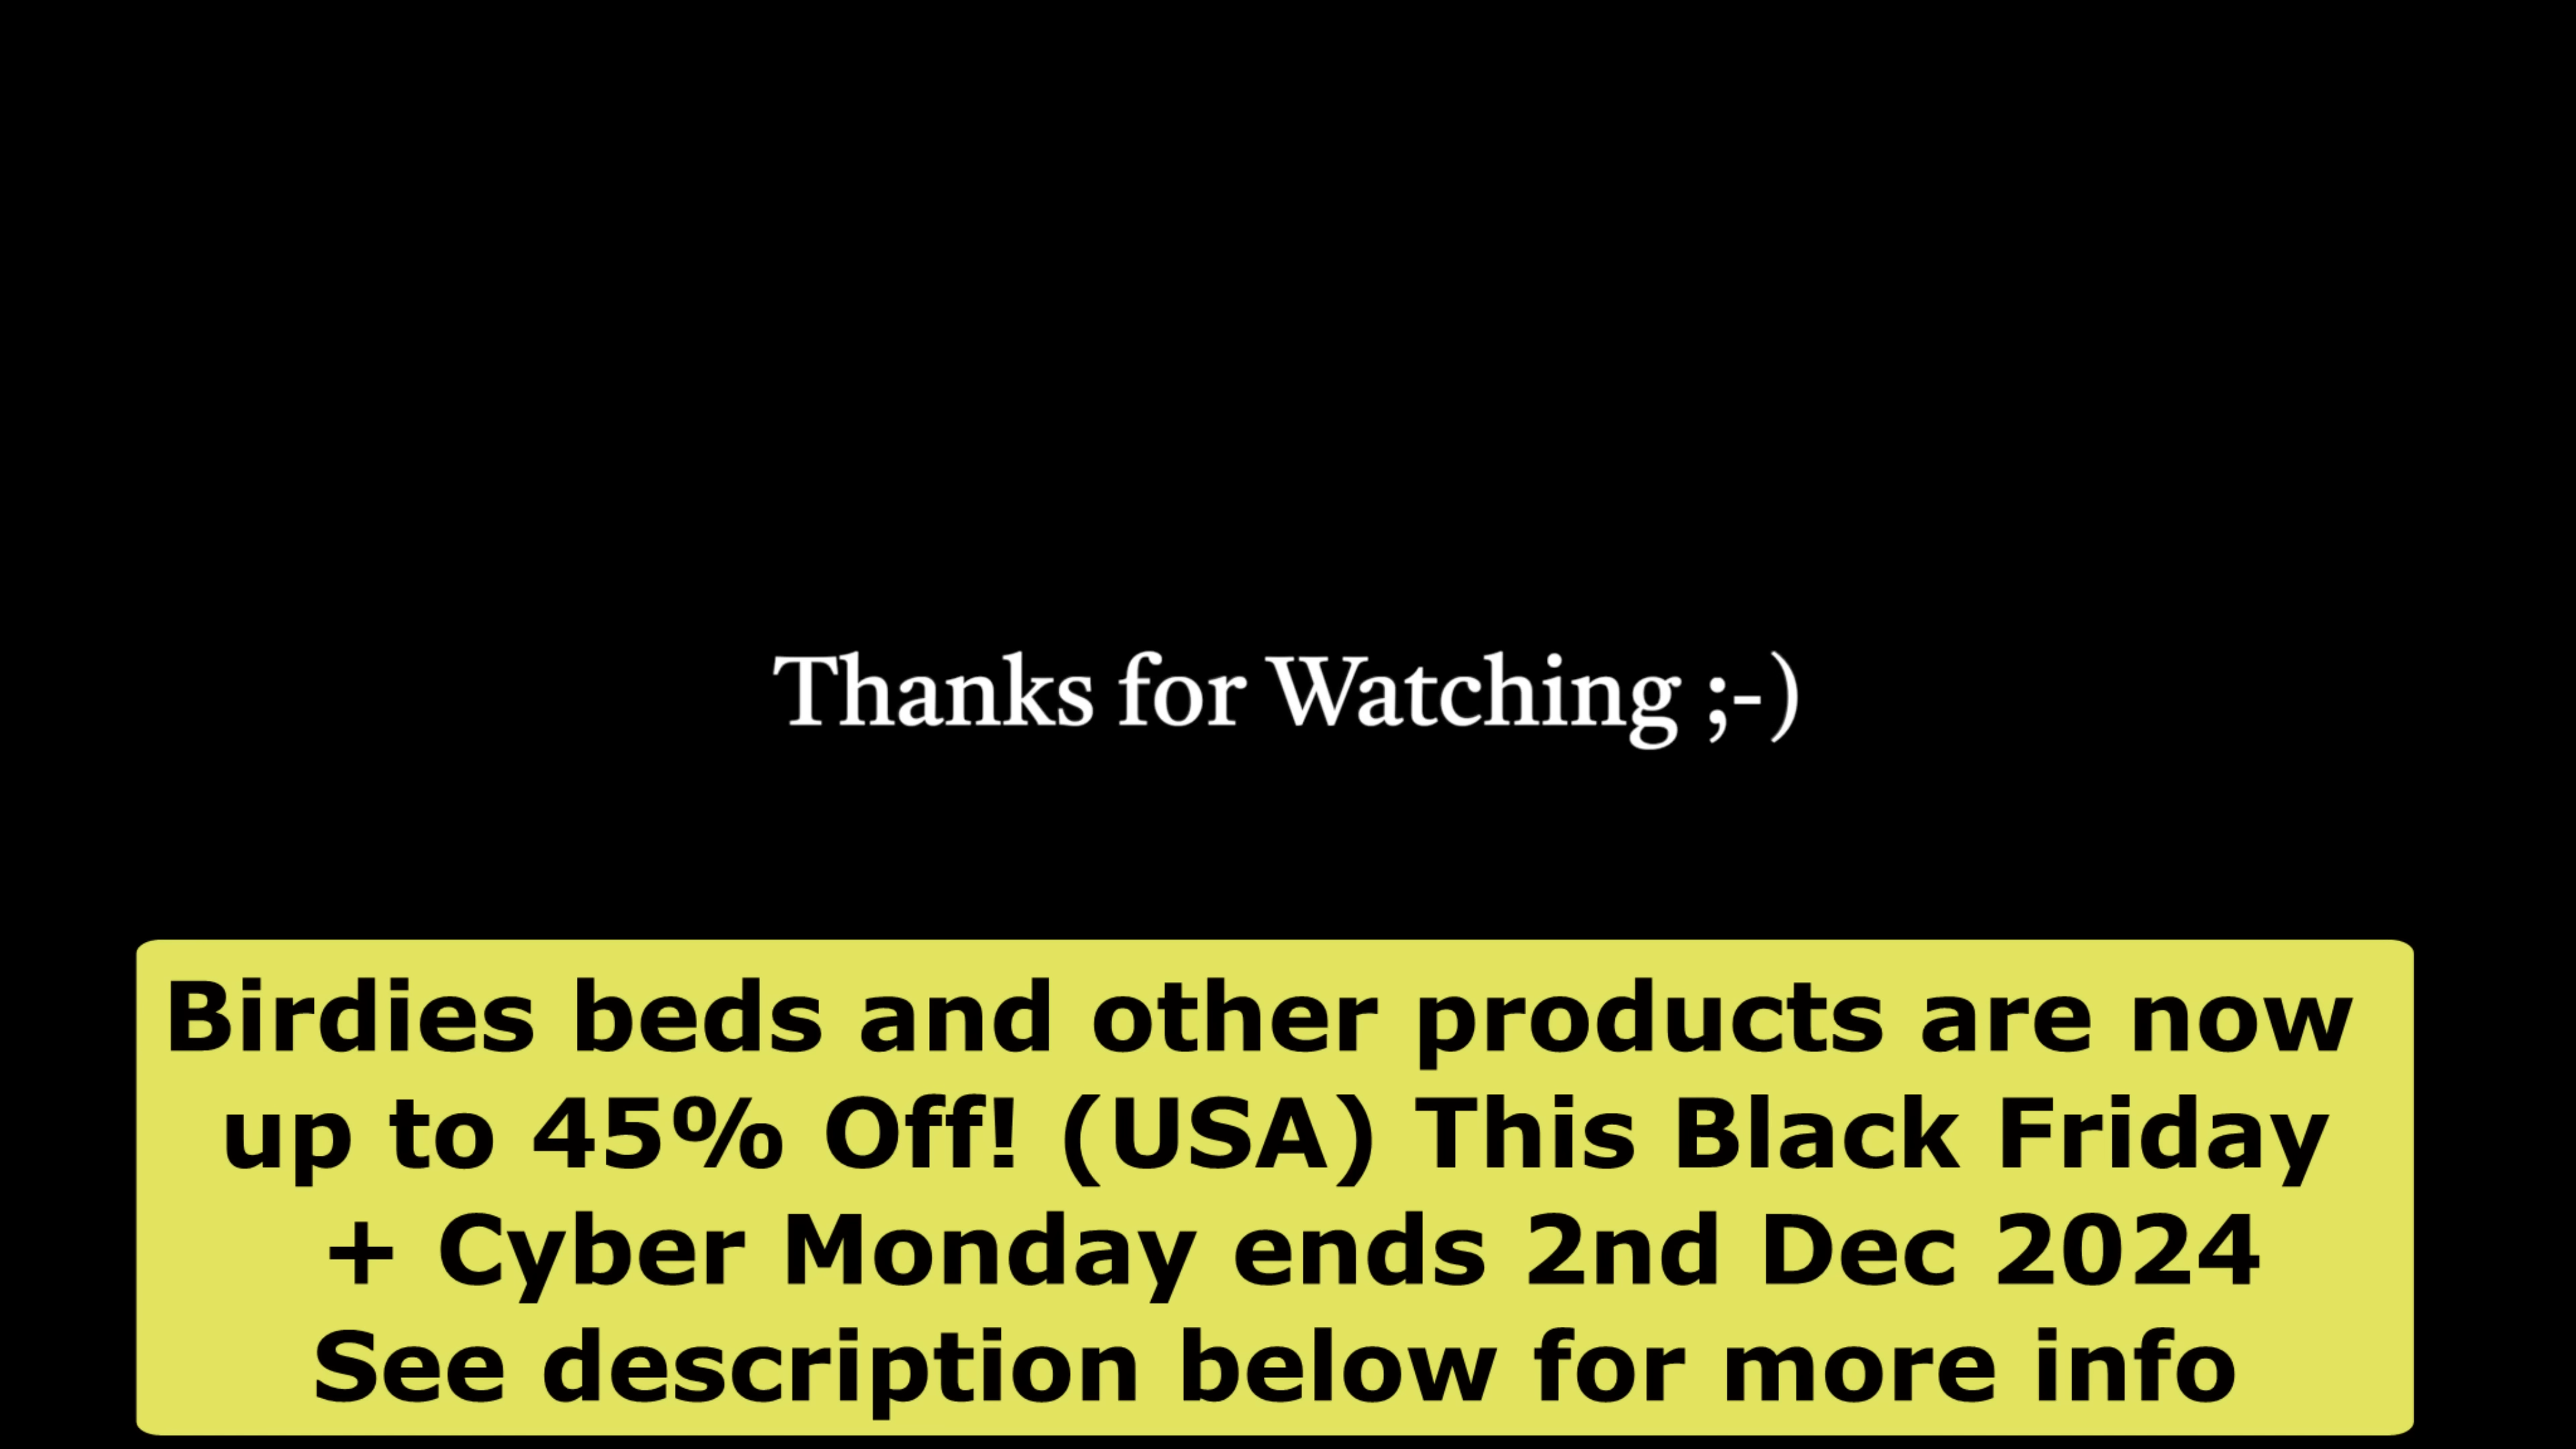 Thanks for Watching ;-)
Birdies beds and other products are now
up to 45% Off! (USA) This Black Friday
+ Cyber Monday ends 2nd Dec 2024
See description below for more info